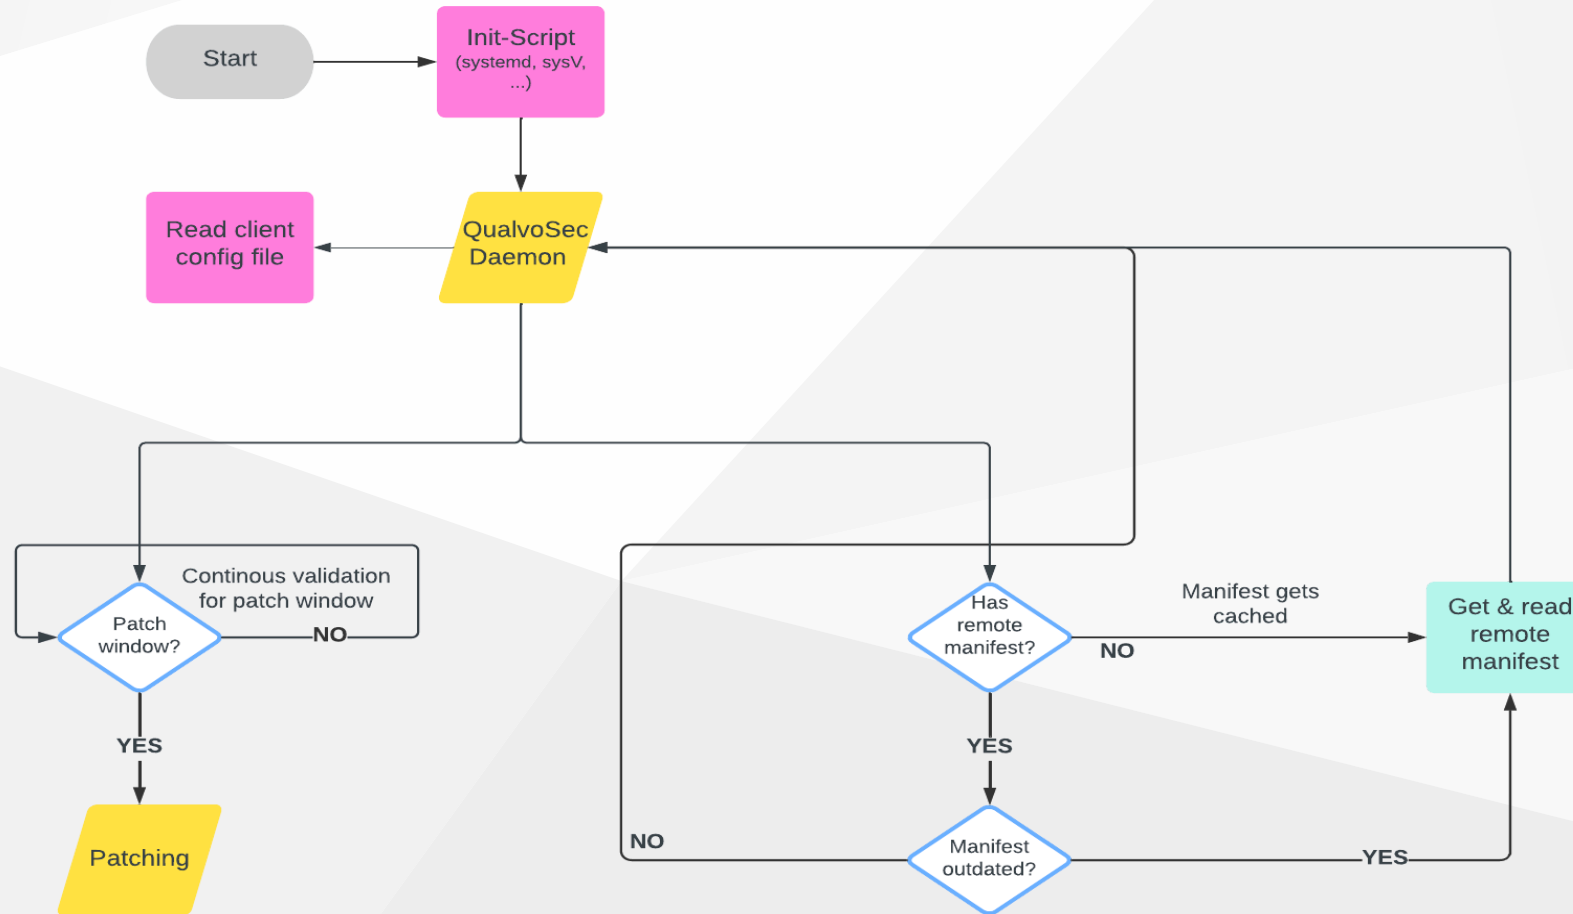 Start
Init-Script
(systemd, sysV,
...)
Read client
config file
QualvoSec
Daemon
Continous validation
for patch window
Patch
window?
NO
YES
Patching
Has
remote
manifest?
NO
Manifest gets
cached
Get & read
remote
manifest
YES
Manifest
outdated?
NO
YES